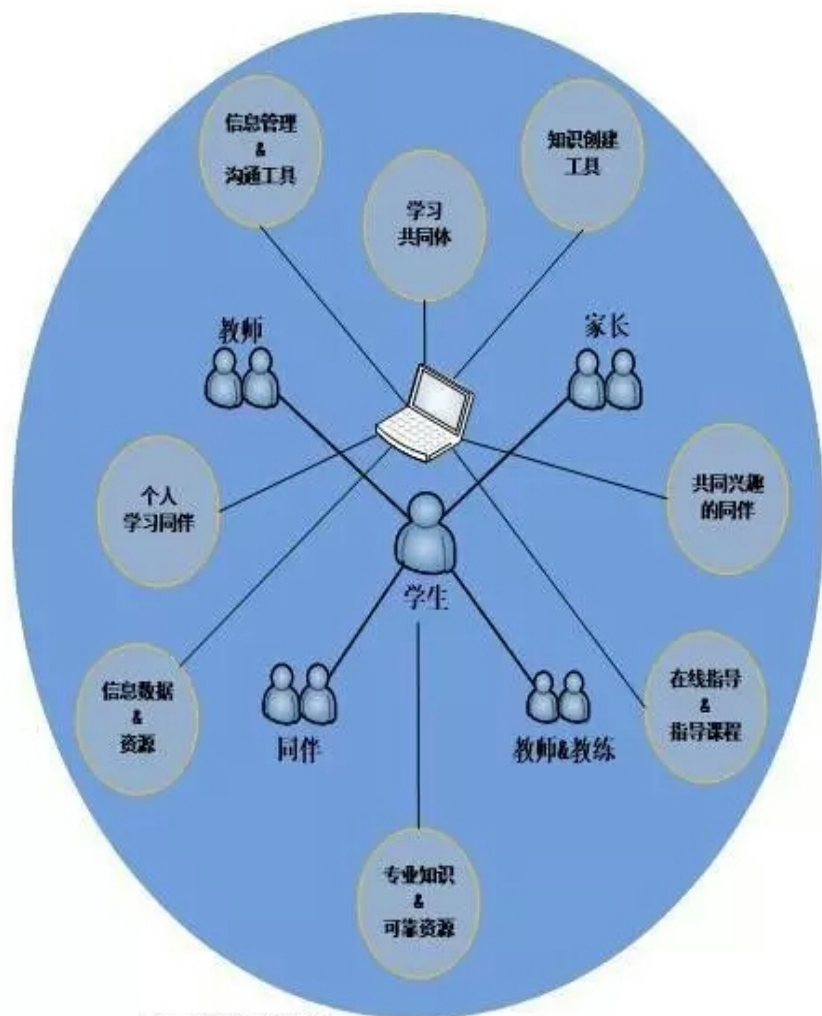 信息管理
&
沟通工具
知识创建
工具
学习
共同体
教师
家长
个人
学习同伴
共同兴趣
的同伴
学生
信息数据
&
资源
在线指导
&
指导课程
同伴
教师&教练
专业知识
&
可靠资源